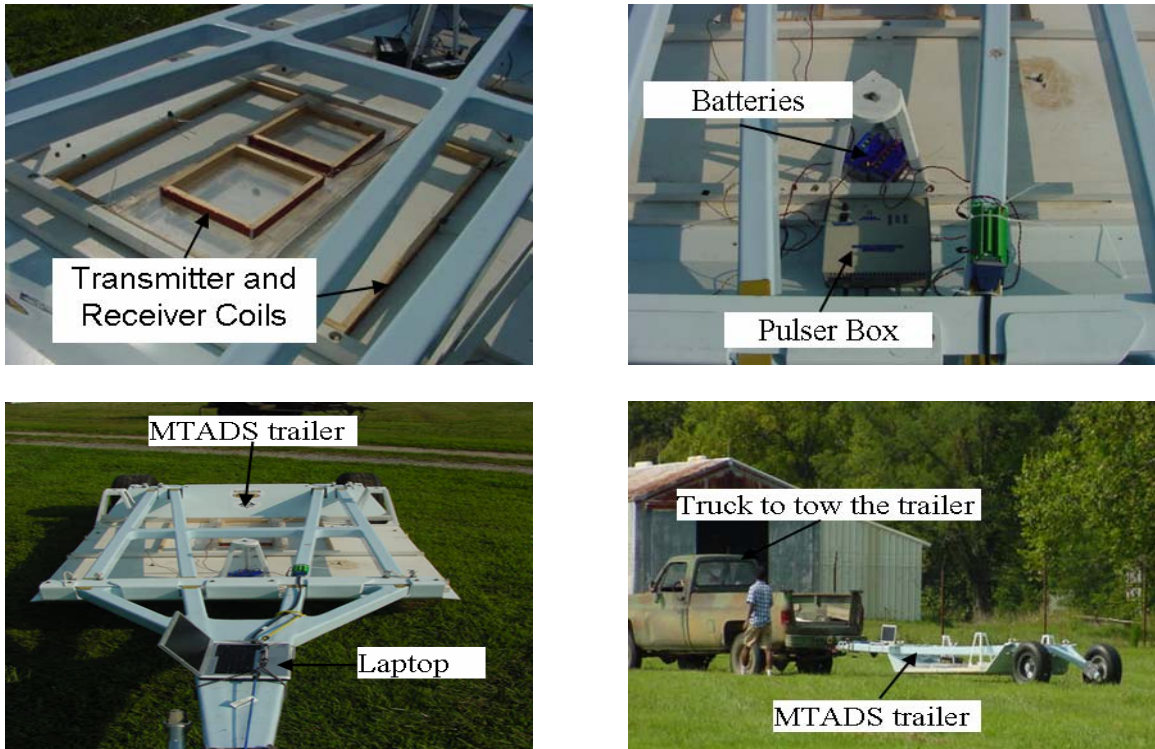 Transmitter and
Receiver Coils
Batteries
Pulser Box
MTADS trailer
Laptop
Truck to tow the trailer
MTADS trailer